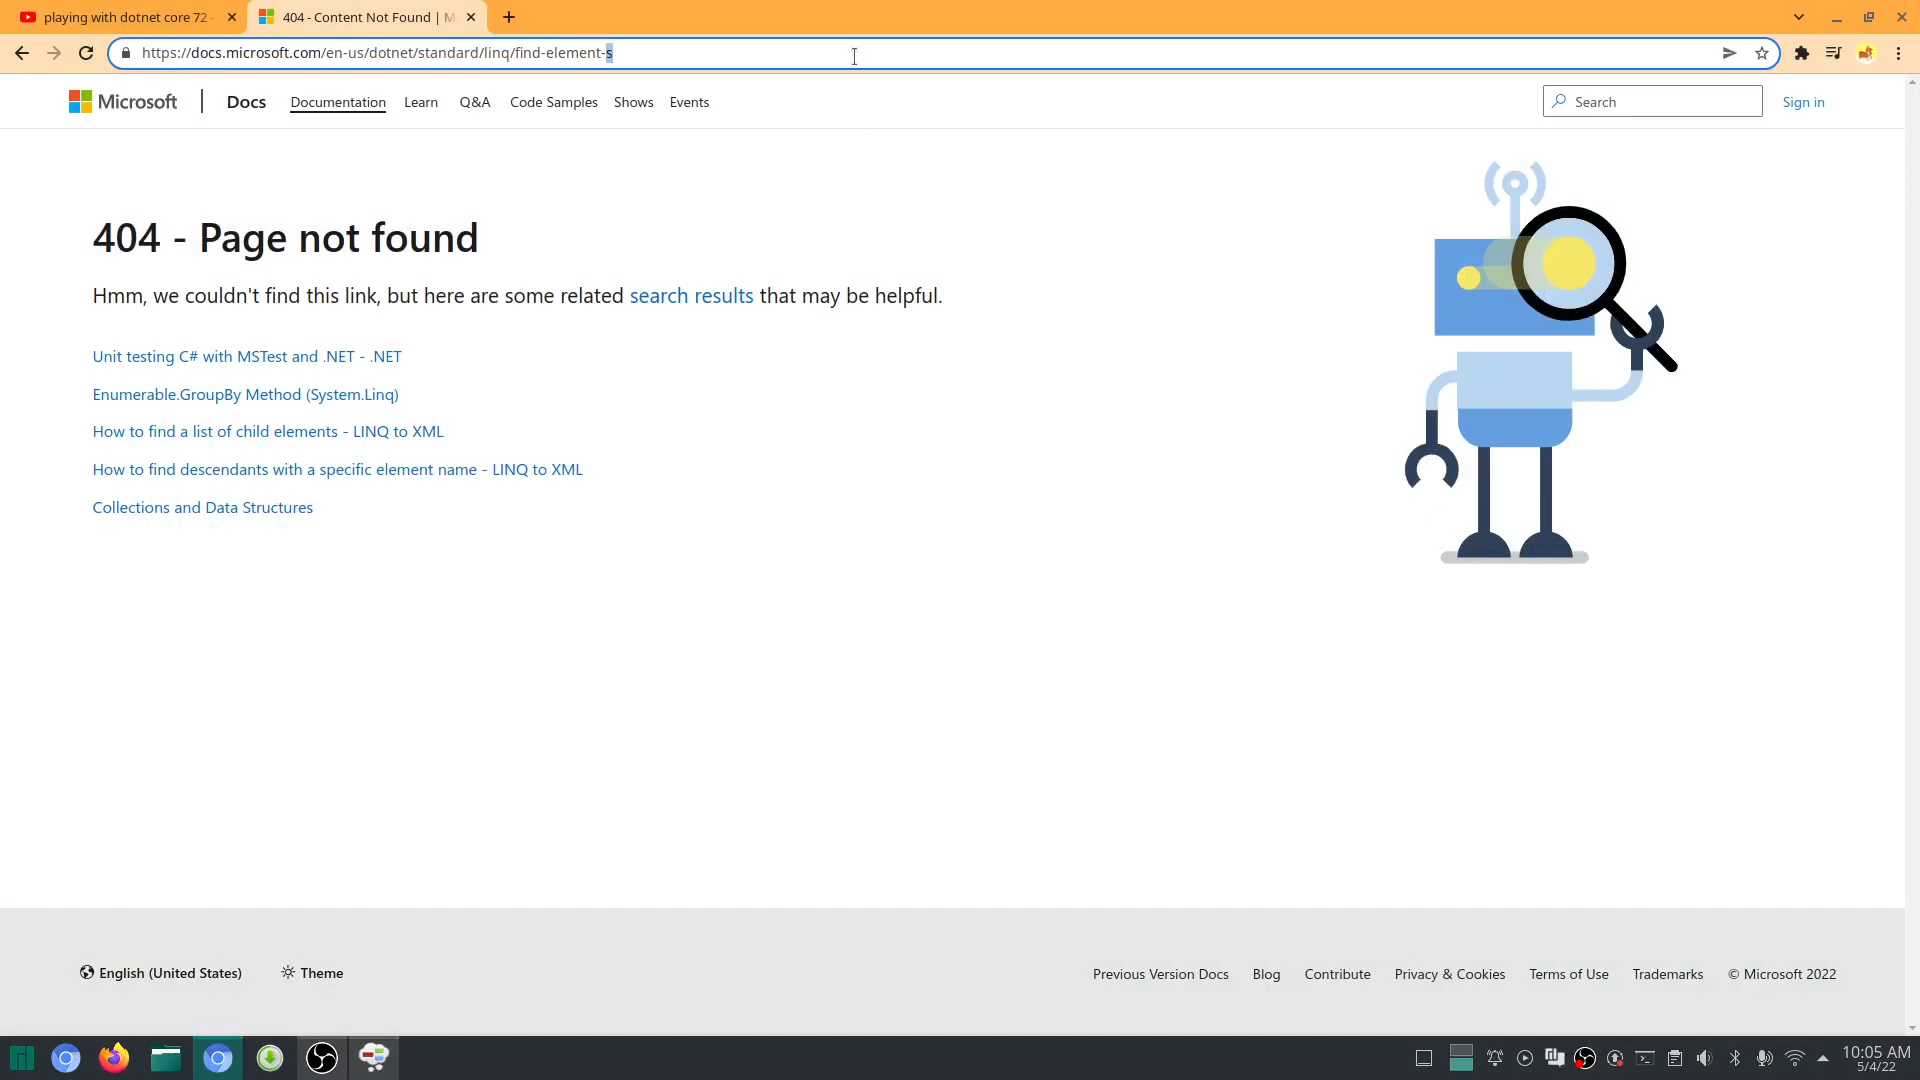 playing with dotnet core 72 -
404 - Content Not Found | M
https://docs.microsoft.com/en-us/dotnet/standard/linq/find-element-s
Microsoft Docs Documentation Learn Q&A Code Samples Shows Events Search Sign in
404 - Page not found
Hmm, we couldn't find this link, but here are some related search results that may be helpful.
Unit testing C# with MSTest and .NET - .NET
Enumerable.GroupBy Method (System.Linq)
How to find a list of child elements - LINQ to XML
How to find descendants with a specific element name - LINQ to XML
Collections and Data Structures
English (United States) Theme Previous Version Docs Blog Contribute Privacy & Cookies Terms of Use Trademarks © Microsoft 2022
10:05 AM
5/4/22